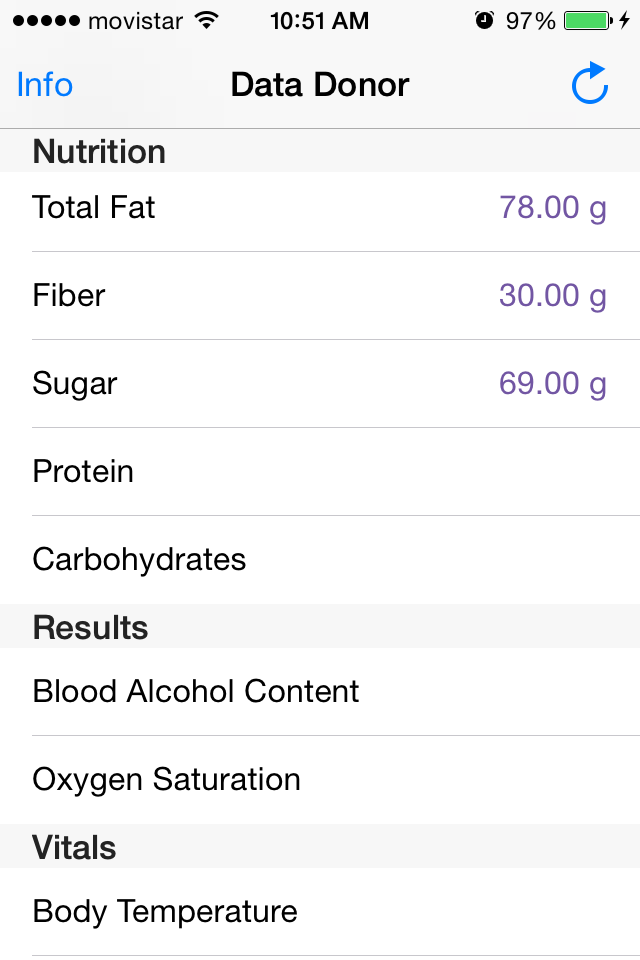 movistar 10:51 AM 97%
Info Data Donor
Nutrition
Total Fat 78.00 g
Fiber 30.00 g
Sugar 69.00 g
Protein
Carbohydrates
Results
Blood Alcohol Content
Oxygen Saturation
Vitals
Body Temperature